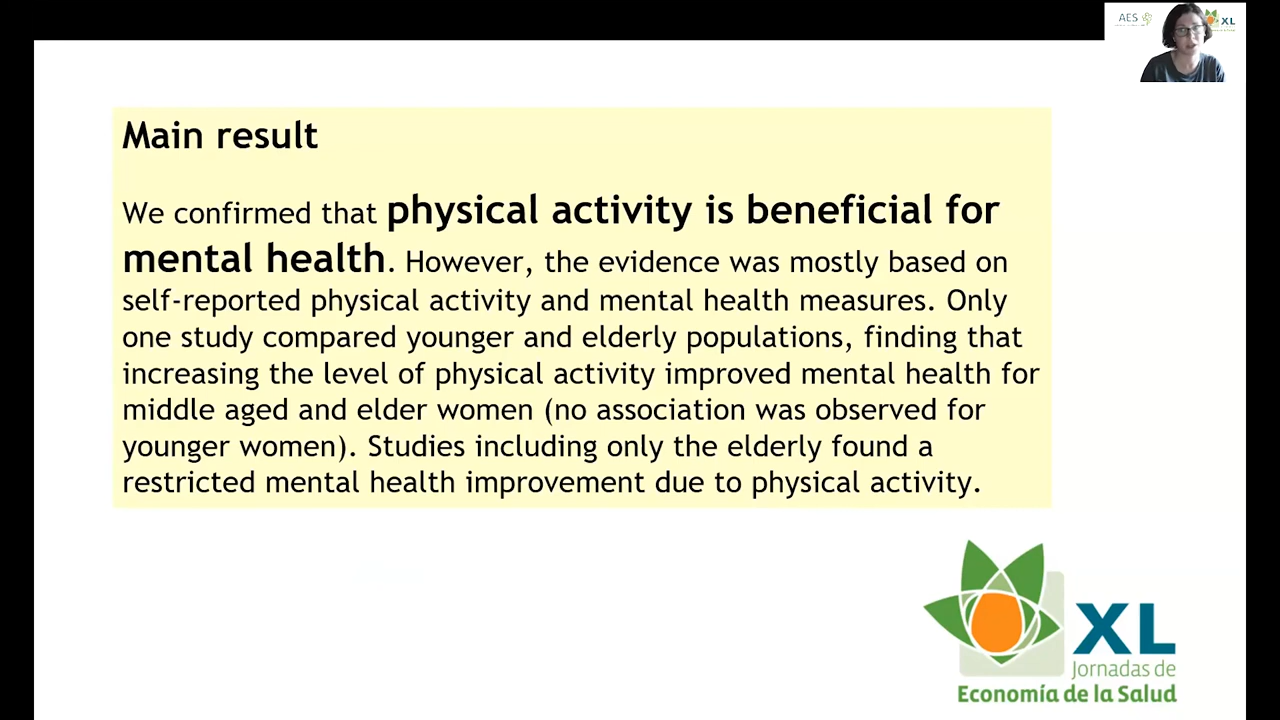 AES
XL
Main result
We confirmed that physical activity is beneficial for
mental health. However, the evidence was mostly based on
self-reported physical activity and mental health measures. Only
one study compared younger and elderly populations, finding that
increasing the level of physical activity improved mental health for
middle aged and elder women (no association was observed for
younger women). Studies including only the elderly found a
restricted mental health improvement due to physical activity.
XL
Jornadas de
Economía de la Salud